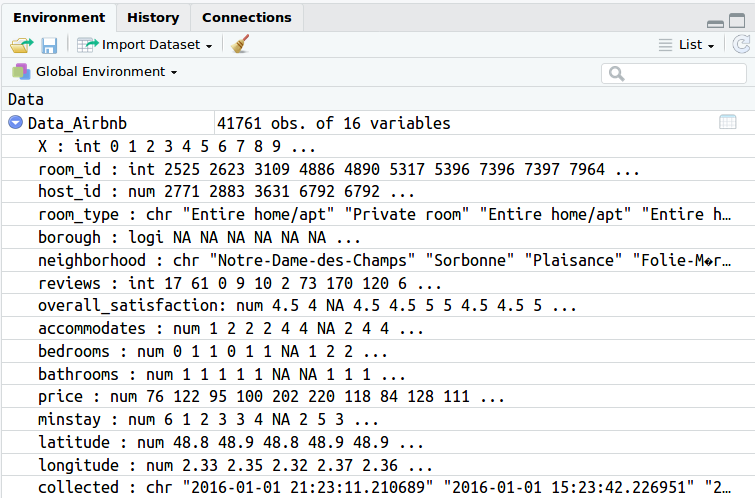 Environment History Connections
Import Dataset List
Global Environment
Data
Data_Airbnb 41761 obs. of 16 variables
X : int 0 1 2 3 4 5 6 7 8 9 ...
room_id : int 2525 2623 3109 4886 4890 5317 5396 7396 7397 7964 ...
host_id : num 2771 2883 3631 6792 6792 ...
room_type : chr "Entire home/apt" "Private room" "Entire home/apt" "Entire h...
borough : logi NA NA NA NA NA NA ...
neighborhood : chr "Notre-Dame-des-Champs" "Sorbonne" "Plaisance" "Folie-M�r...
reviews : int 17 61 0 9 10 2 73 170 120 6 ...
overall_satisfaction: num 4.5 4 NA 4.5 4.5 5 5 4.5 4.5 5 ...
accommodates : num 1 2 2 2 4 4 NA 2 4 4 ...
bedrooms : num 0 1 1 0 1 1 NA 1 2 2 ...
bathrooms : num 1 1 1 1 1 NA NA 1 1 1 ...
price : num 76 122 95 100 202 220 118 84 128 111 ...
minstay : num 6 1 2 3 3 4 NA 2 5 3 ...
latitude : num 48.8 48.9 48.8 48.9 48.9 ...
longitude : num 2.33 2.35 2.32 2.37 2.36 ...
collected : chr "2016-01-01 21:23:11.210689" "2016-01-01 15:23:42.226951" "2...